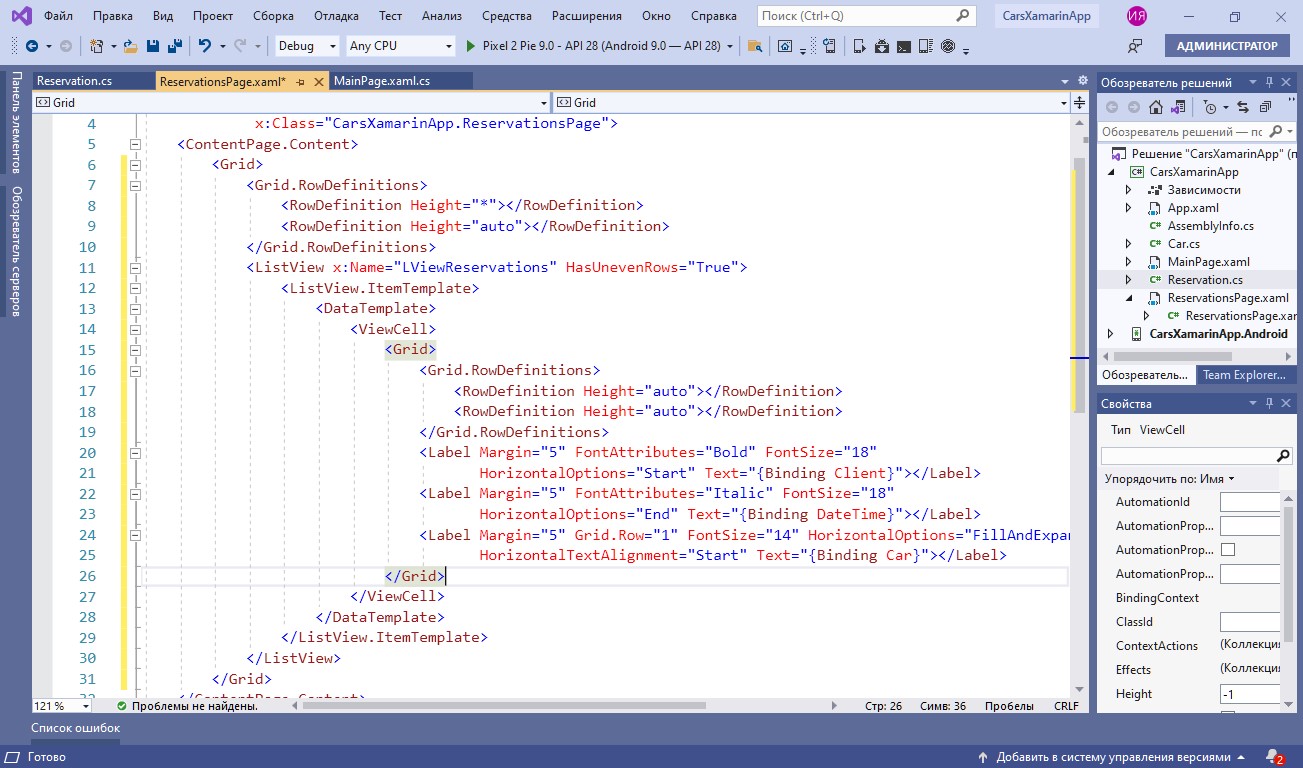 Файл Правка Вид Проект Сборка Отладка Тест Анализ Средства Расширения Окно Справка Поиск (Ctrl+Q) CarsXamarinApp ИЯ
Debug Any CPU Pixel 2 Pie 9.0 - API 28 (Android 9.0 — API 28) АДМИНИСТРАТОР
Панель элементов
Обозреватель серверов
Reservation.cs ReservationsPage.xaml* MainPage.xaml.cs
Grid Grid
4 x:Class="CarsXamarinApp.ReservationsPage">
5 <ContentPage.Content>
6 <Grid>
7 <Grid.RowDefinitions>
8 <RowDefinition Height="*"></RowDefinition>
9 <RowDefinition Height="auto"></RowDefinition>
10 </Grid.RowDefinitions>
11 <ListView x:Name="LViewReservations" HasUnevenRows="True">
12 <ListView.ItemTemplate>
13 <DataTemplate>
14 <ViewCell>
15 <Grid>
16 <Grid.RowDefinitions>
17 <RowDefinition Height="auto"></RowDefinition>
18 <RowDefinition Height="auto"></RowDefinition>
19 </Grid.RowDefinitions>
20 <Label Margin="5" FontAttributes="Bold" FontSize="18"
21 HorizontalOptions="Start" Text="{Binding Client}"></Label>
22 <Label Margin="5" FontAttributes="Italic" FontSize="18"
23 HorizontalOptions="End" Text="{Binding DateTime}"></Label>
24 <Label Margin="5" Grid.Row="1" FontSize="14" HorizontalOptions="FillAndExpan
25 HorizontalTextAlignment="Start" Text="{Binding Car}"></Label>
26 </Grid>
27 </ViewCell>
28 </DataTemplate>
29 </ListView.ItemTemplate>
30 </ListView>
31 </Grid>
32 </ContentPage.Content>
121 % Проблемы не найдены. Стр: 26 Симв: 36 Пробелы CRLF
Список ошибок
Готово Добавить в систему управления версиями 2
Обозреватель решений
Обозреватель решений — пс
Решение "CarsXamarinApp" (п
CarsXamarinApp
Зависимости
App.xaml
AssemblyInfo.cs
Car.cs
MainPage.xaml
Reservation.cs
ReservationsPage.xaml
ReservationsPage.xar
CarsXamarinApp.Android
Обозреватель... Team Explorer...
Свойства
Тип ViewCell
Упорядочить по: Имя
AutomationId
AutomationProp...
AutomationProp...
AutomationProp...
BindingContext
ClassId
ContextActions (Коллекция
Effects (Коллекция
Height -1